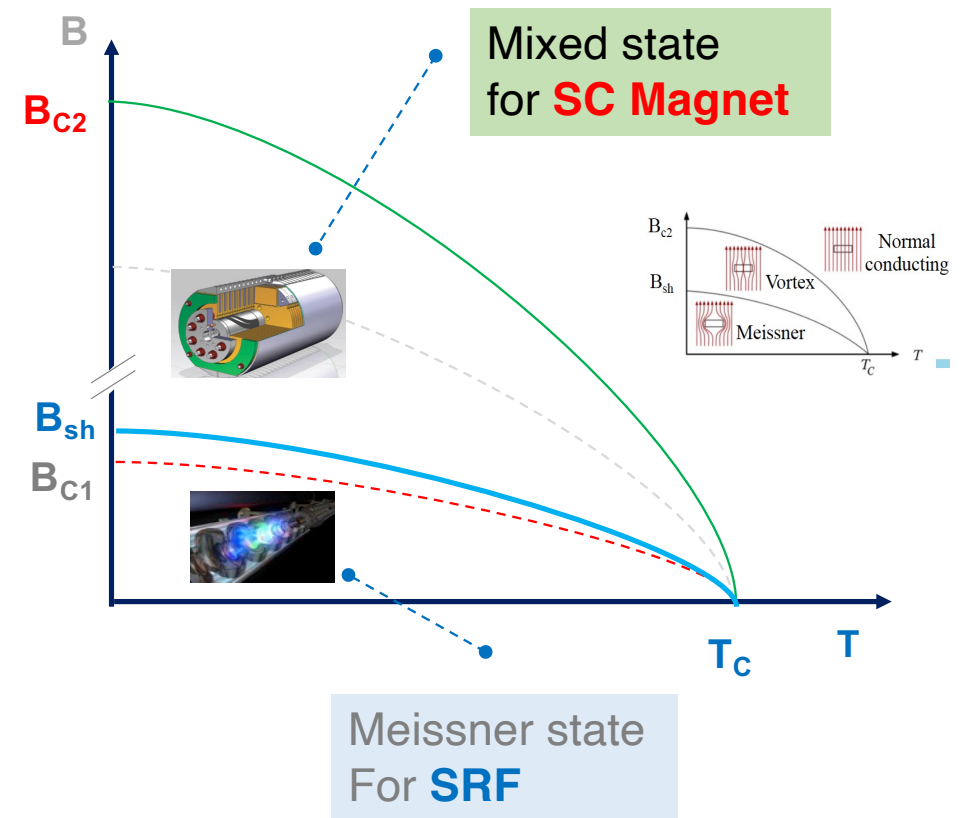 B
Mixed state
for SC Magnet
BC2
Bc2
Normal
conducting
Vortex
Bsh
Meissner
TC
T
Bsh
BC1
TC
T
Meissner state
For SRF